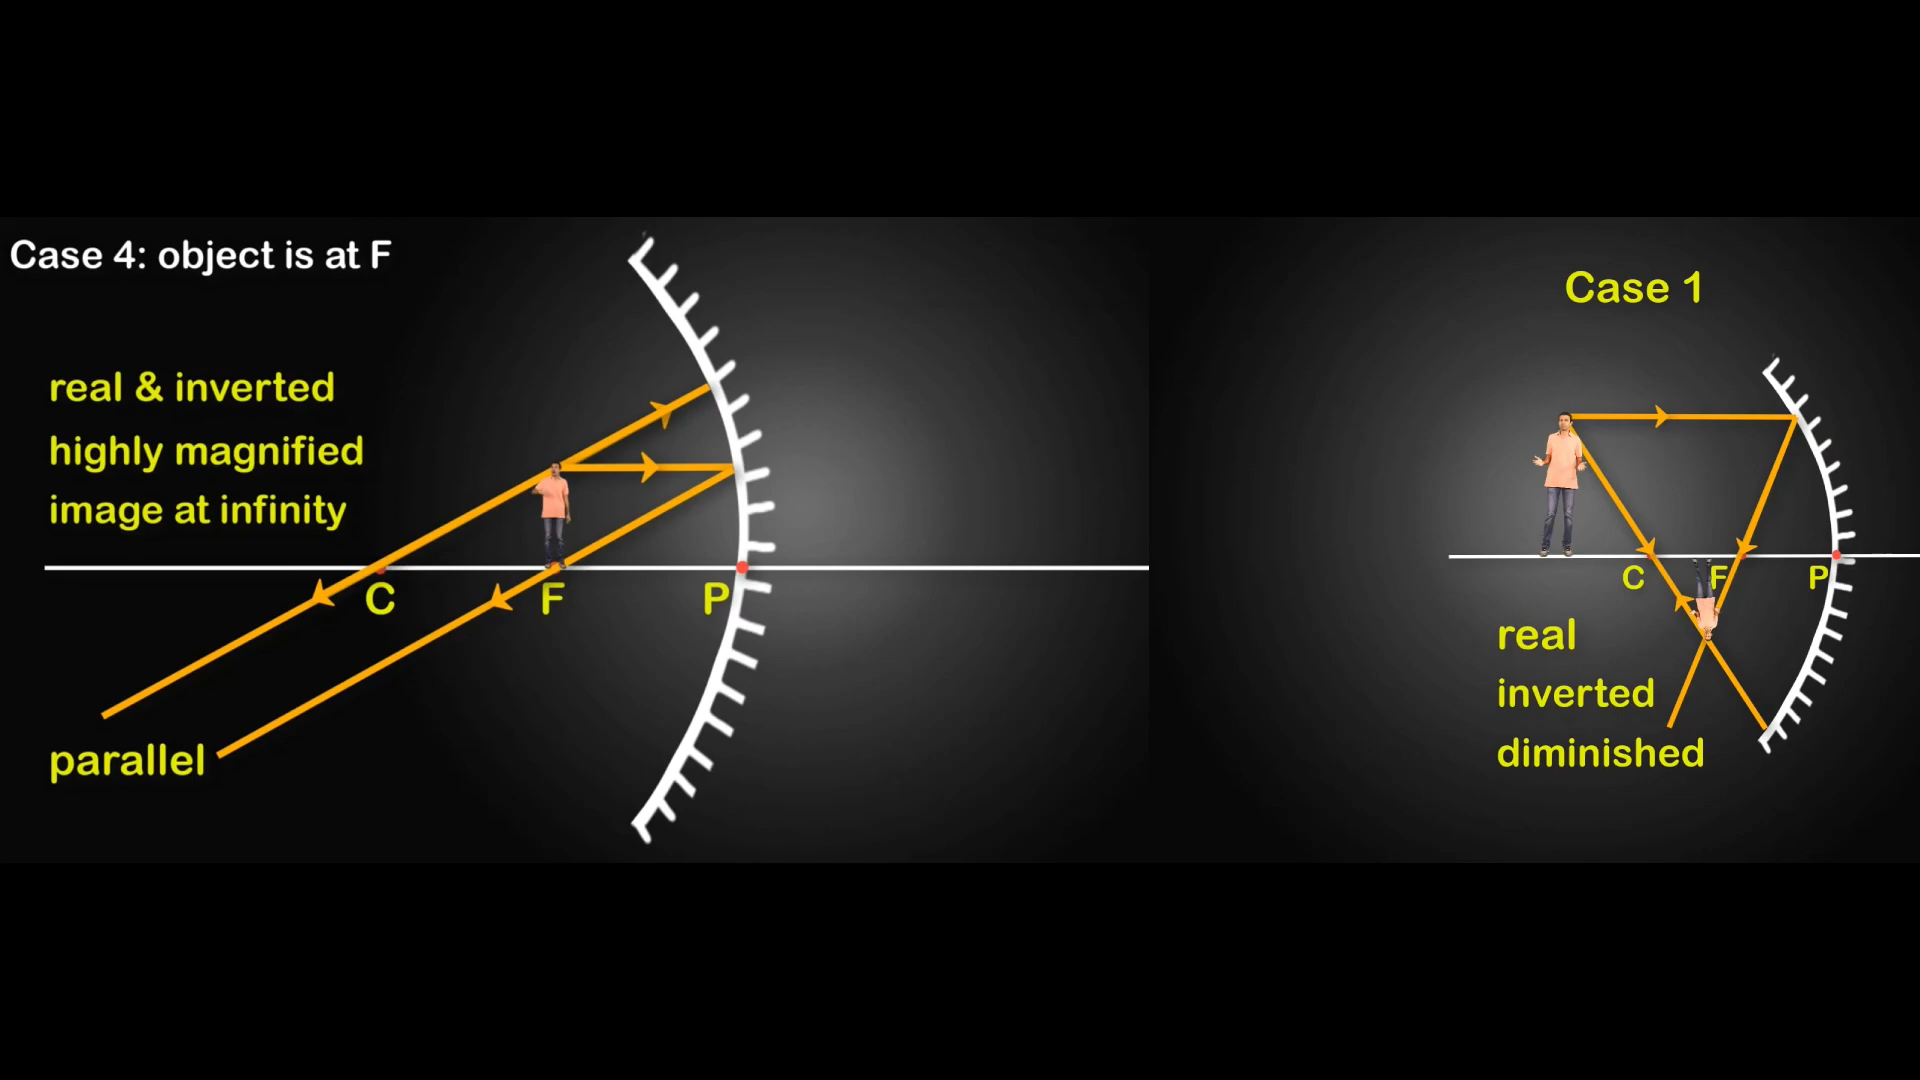 Case 4: object is at F
real & inverted
highly magnified
image at infinity
C F P
parallel
Case 1
C F P
real
inverted
diminished